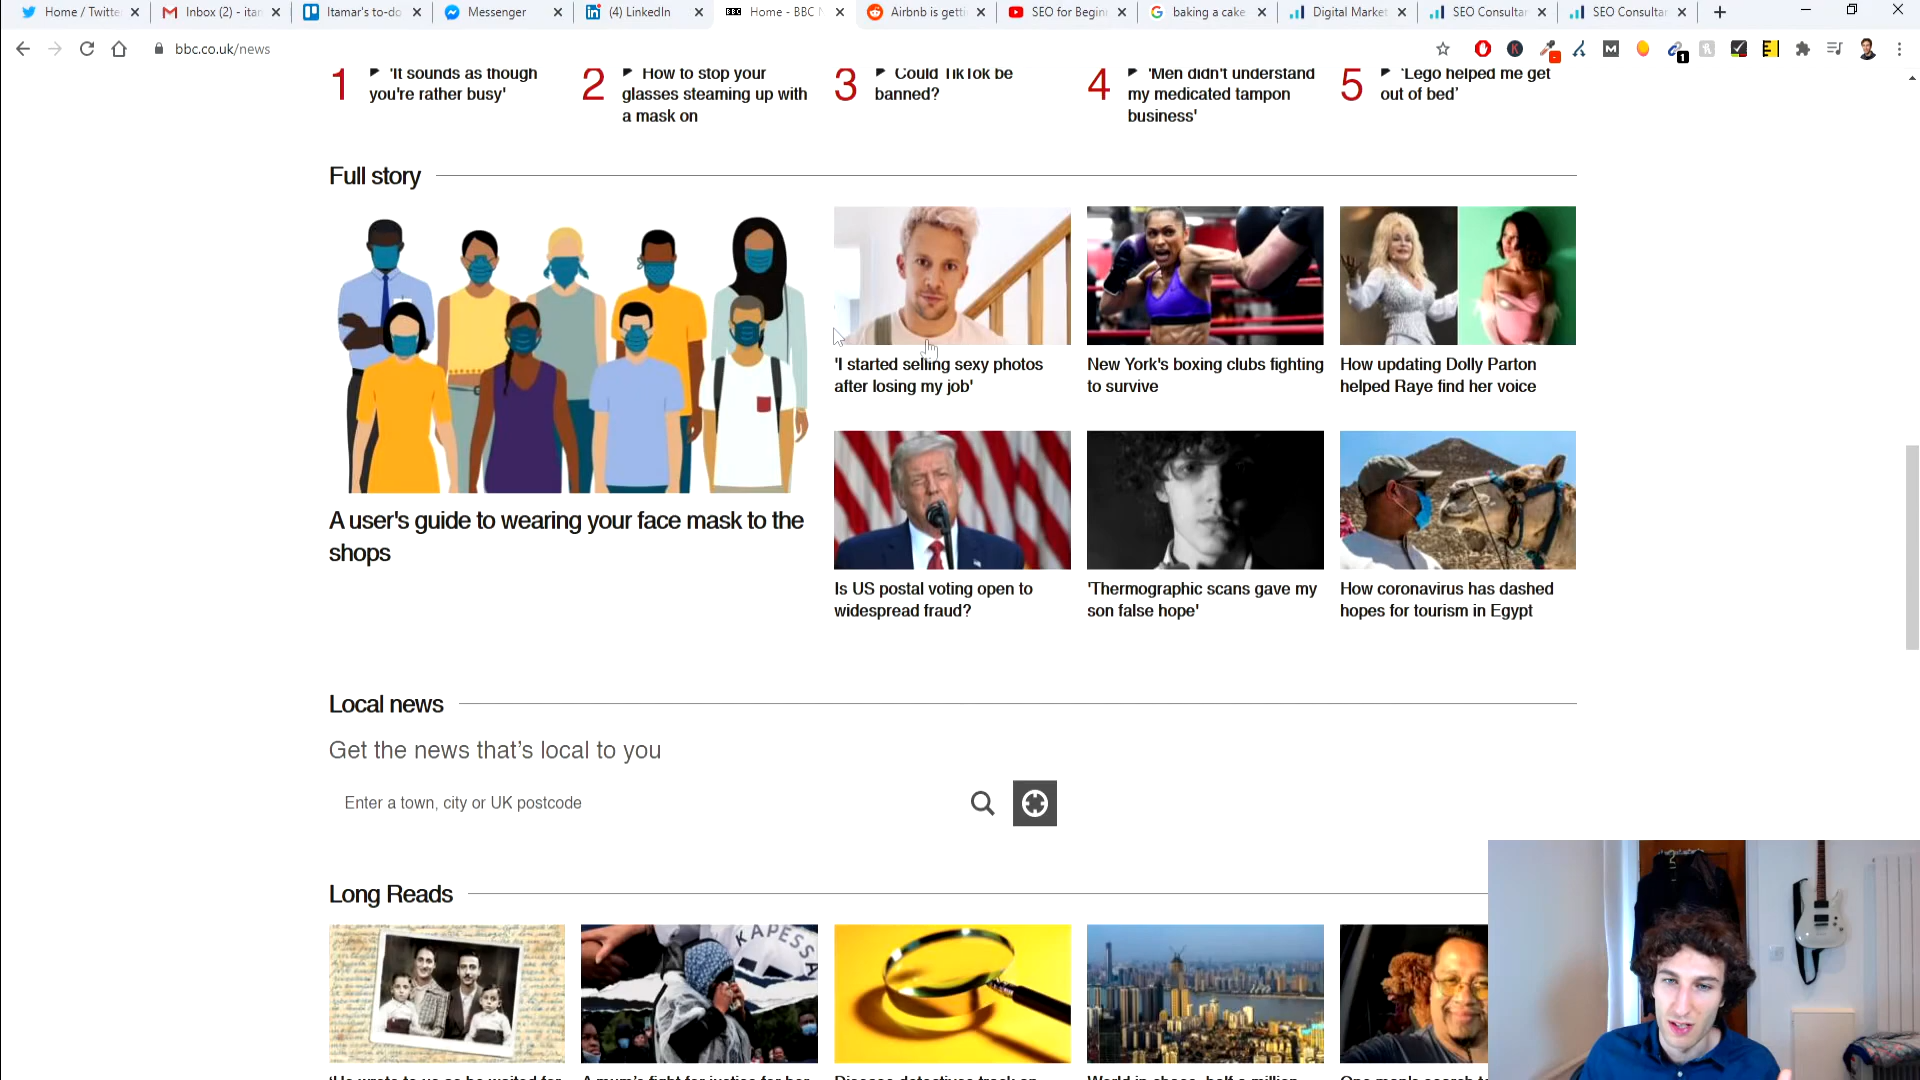 Home / Twitte
Inbox (2) - itan
Itamar's to-do
Messenger
(4) LinkedIn
BBC
Home - BBC N
Airbnb is getti
SEO for Begin
baking a cake
Digital Market
SEO Consulta
SEO Consulta
bbc.co.uk/news
1
1 'It sounds as though
you're rather busy'
2 How to stop your
glasses steaming up with
a mask on
3 Could TikTok be
banned?
4 'Men didn't understand
my medicated tampon
business'
5 'Lego helped me get
out of bed'
Full story
'I started selling sexy photos
after losing my job'
New York's boxing clubs fighting
to survive
How updating Dolly Parton
helped Raye find her voice
A user's guide to wearing your face mask to the
shops
Is US postal voting open to
widespread fraud?
'Thermographic scans gave my
son false hope'
How coronavirus has dashed
hopes for tourism in Egypt
Local news
Get the news that's local to you
Enter a town, city or UK postcode
Long Reads
KAPESSA